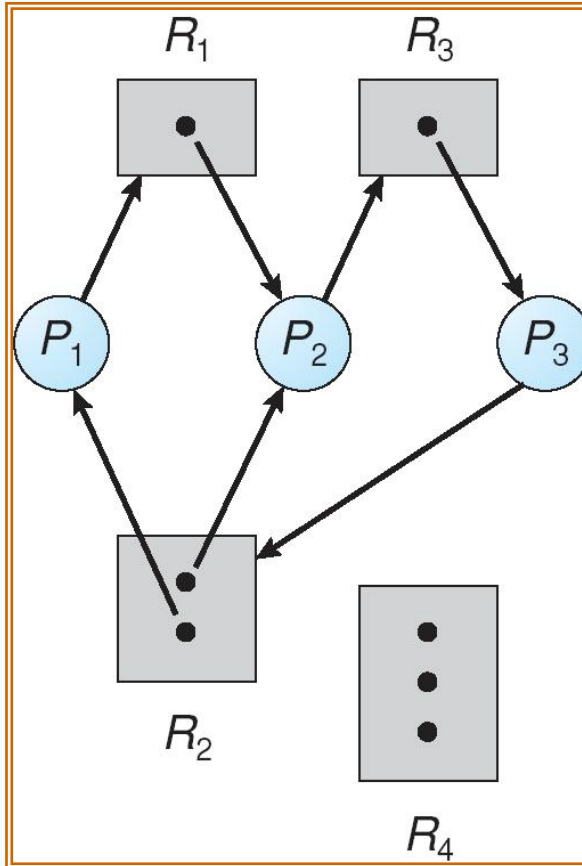 R₁ R₃
P₁ P₂ P₃
R₂
R₄